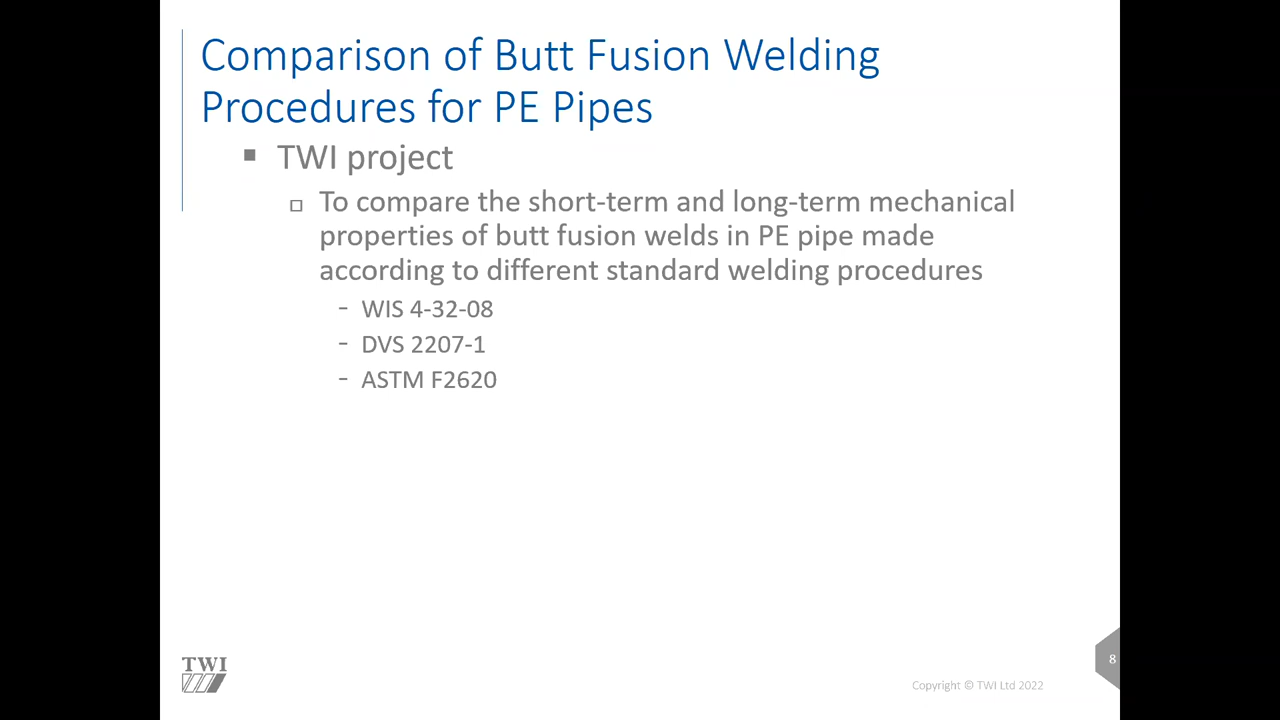 Comparison of Butt Fusion Welding
Procedures for PE Pipes
TWI project
To compare the short-term and long-term mechanical
properties of butt fusion welds in PE pipe made
according to different standard welding procedures
- WIS 4-32-08
- DVS 2207-1
- ASTM F2620
TWI
Copyright © TWI Ltd 2022
8